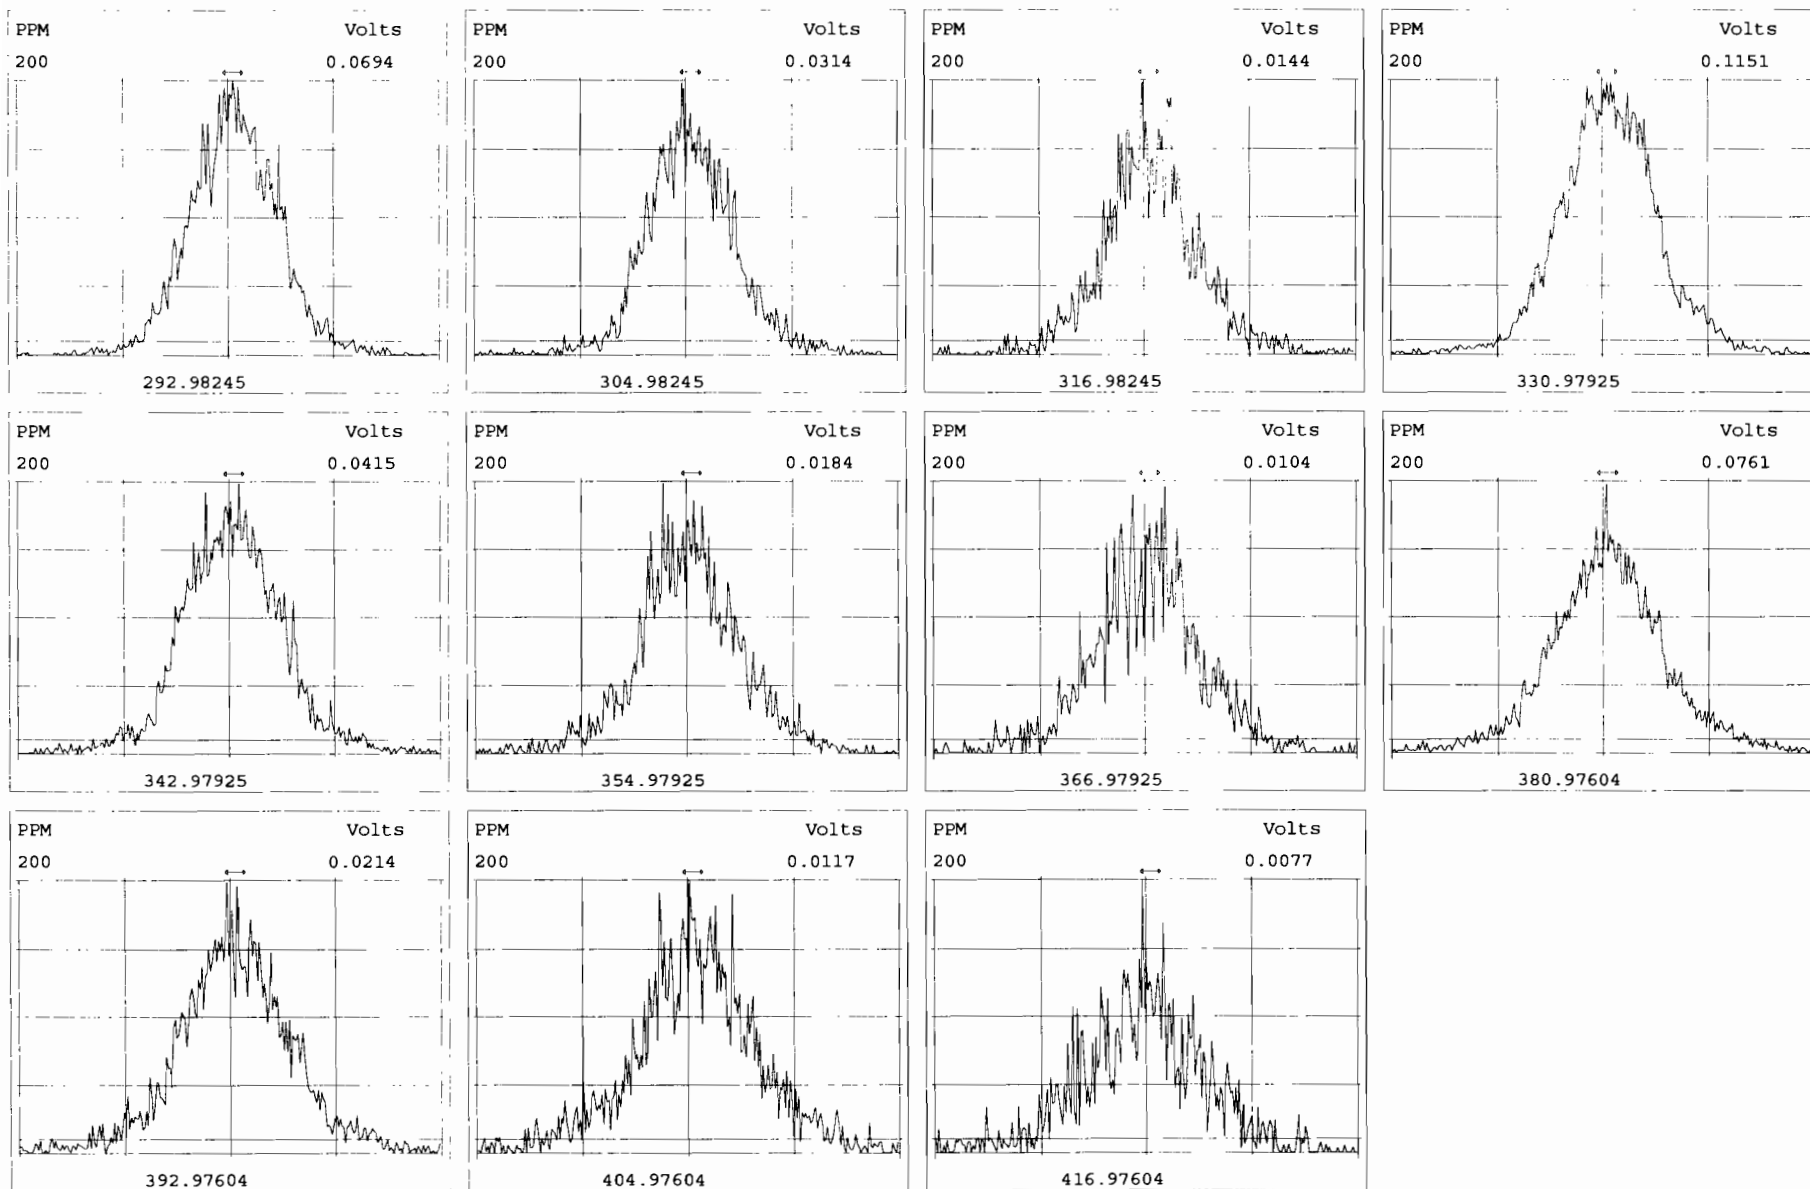 PPM Volts
200 0.0694
292.98245
PPM Volts
200 0.0314
304.98245
PPM Volts
200 0.0144
316.98245
PPM Volts
200 0.1151
330.97925
PPM Volts
200 0.0415
342.97925
PPM Volts
200 0.0184
354.97925
PPM Volts
200 0.0104
366.97925
PPM Volts
200 0.0761
380.97604
PPM Volts
200 0.0214
392.97604
PPM Volts
200 0.0117
404.97604
PPM Volts
200 0.0077
416.97604